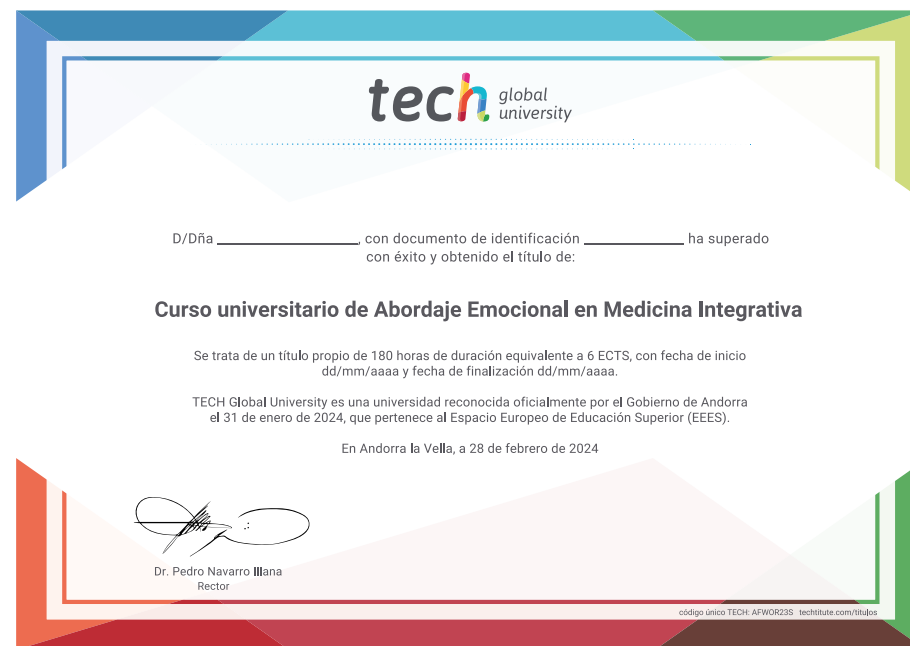 tech global university
D/Dña ____________________, con documento de identificación ______________ ha superado
con éxito y obtenido el título de:
Curso universitario de Abordaje Emocional en Medicina Integrativa
Se trata de un título propio de 180 horas de duración equivalente a 6 ECTS, con fecha de inicio
dd/mm/aaaa y fecha de finalización dd/mm/aaaa.
TECH Global University es una universidad reconocida oficialmente por el Gobierno de Andorra
el 31 de enero de 2024, que pertenece al Espacio Europeo de Educación Superior (EEES).
En Andorra la Vella, a 28 de febrero de 2024
Dr. Pedro Navarro Illana
Rector
código único TECH: AFWOR23S techtitute.com/titulos